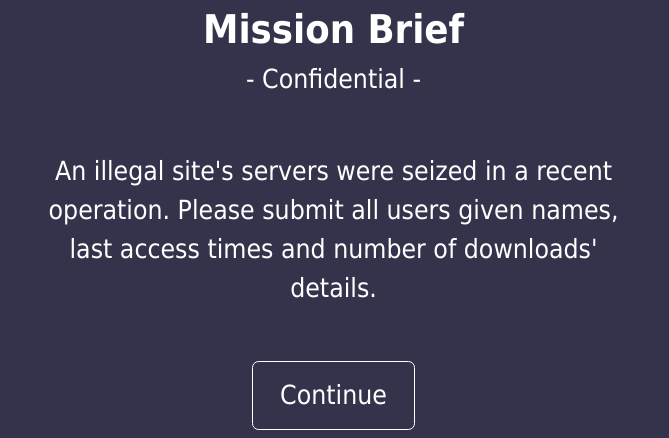 Mission Brief
- Confidential -
An illegal site's servers were seized in a recent
operation. Please submit all users given names,
last access times and number of downloads'
details.
Continue